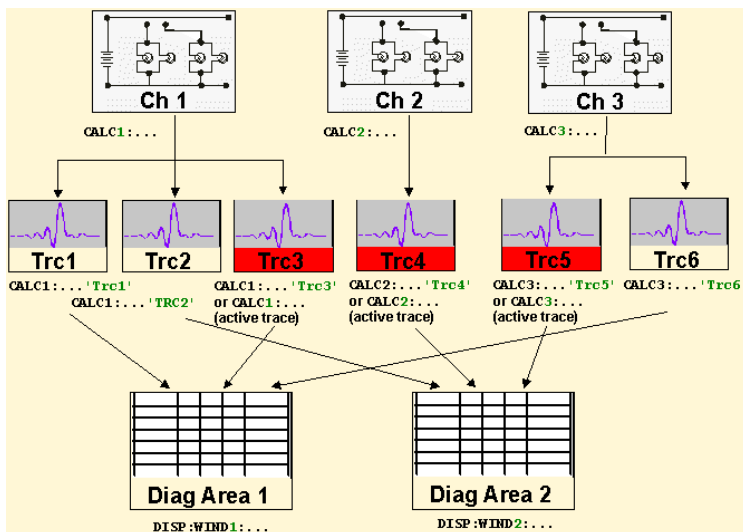 Ch 1
Ch 2
Ch 3
CALC1:...
CALC2:...
CALC3:...
Trc1
Trc2
Trc3
Trc4
Trc5
Trc6
CALC1:...'Trc1'
CALC1:...'TRC2'
CALC1:...'Trc3'
or CALC1:...
(active trace)
CALC2:...'Trc4'
or CALC2:...
(active trace)
CALC3:...'Trc5'
or CALC3:...
(active trace)
CALC3:...'Trc6
Diag Area 1
Diag Area 2
DISP:WIND1:...
DISP:WIND2:...